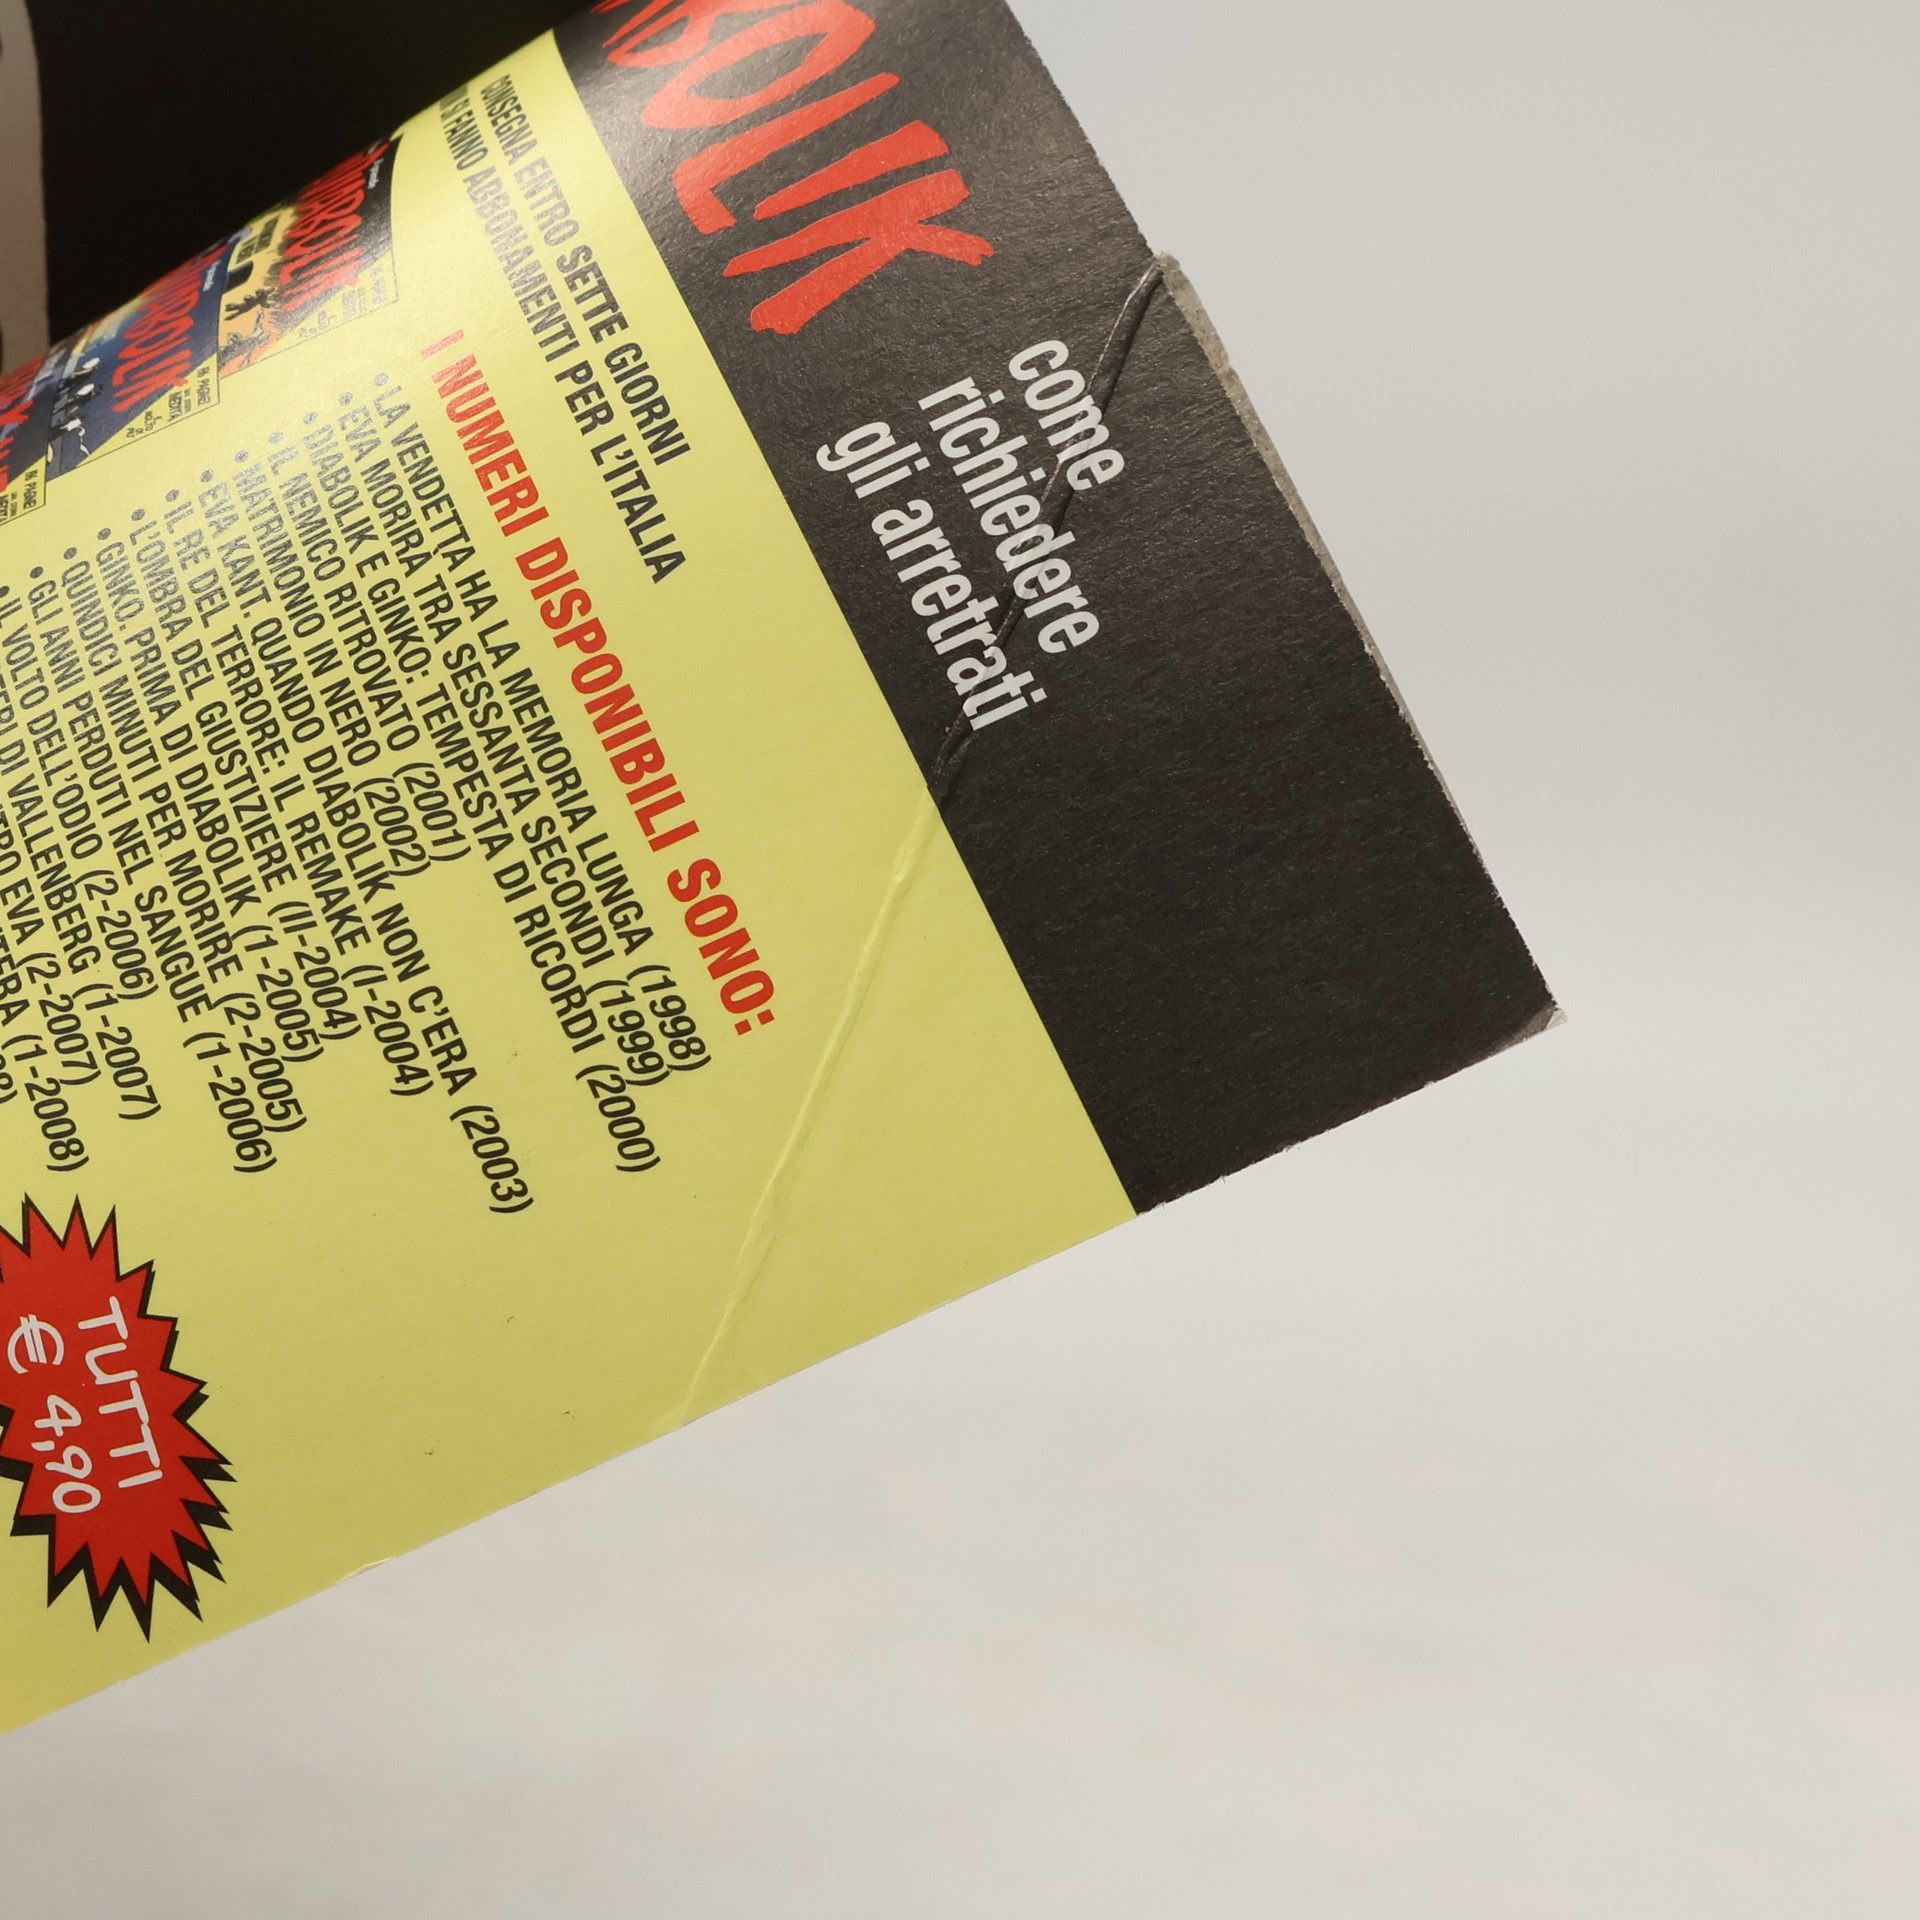 BOLIK
come
richiedere
gli arretrati
CONSEGNA ENTRO SETTE GIORNI
SI FANNO ABBONAMENTI PER L'ITALIA
I NUMERI DISPONIBILI SONO:
• LA VENDETTA HA LA MEMORIA LUNGA (1998)
• EVA MORIRÀ TRA SESSANTA SECONDI (1999)
• DIABOLIK E GINKO: TEMPESTA DI RICORDI (2000)
• IL NEMICO RITROVATO (2001)
• MATRIMONIO IN NERO (2002)
• EVA KANT. QUANDO DIABOLIK NON C'ERA (2003)
• IL RE DEL TERRORE: IL REMAKE (I-2004)
• L'OMBRA DEL GIUSTIZIERE (II-2004)
• GINKO. PRIMA DI DIABOLIK (1-2005)
• QUINDICI MINUTI PER MORIRE (2-2005)
• GLI ANNI PERDUTI NEL SANGUE (1-2006)
• IL VOLTO DELL'ODIO (2-2006)
DI VALLENBERG (1-2007)
EVA (2-2007)
(1-2008)
DIABOLIK
DIABOLIK
TUTTI
€ 4,90